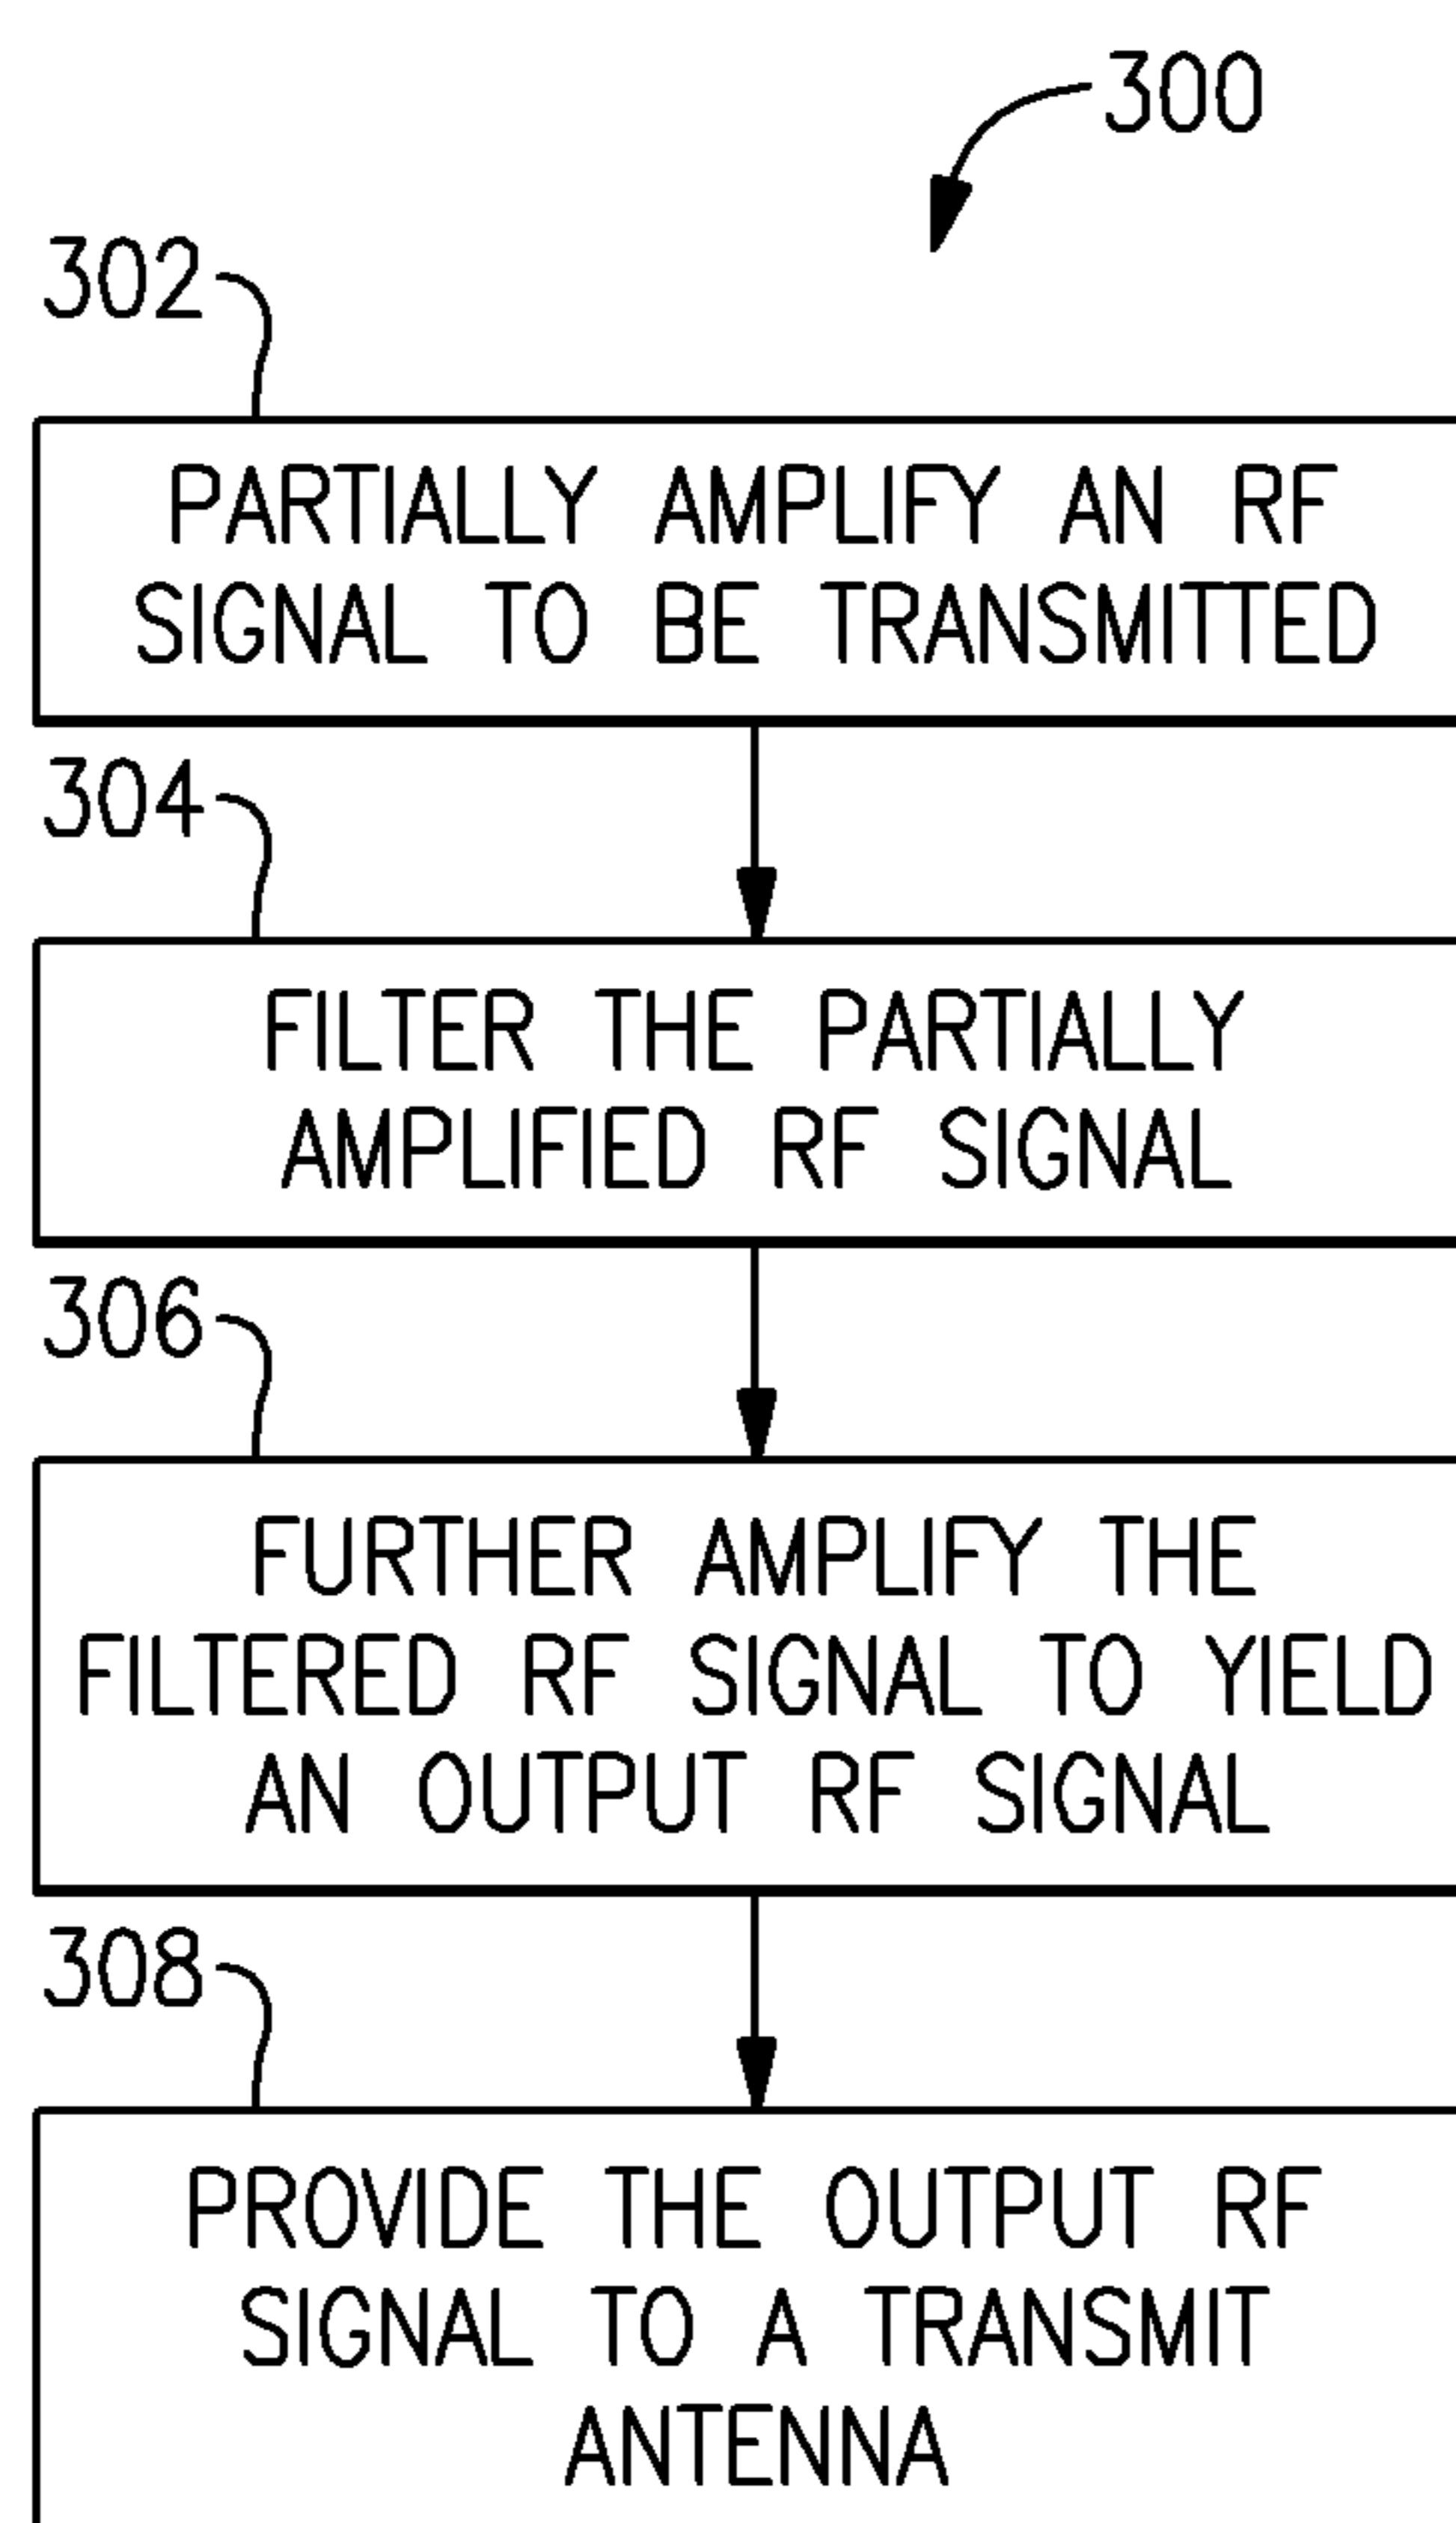 300
302
PARTIALLY AMPLIFY AN RF
SIGNAL TO BE TRANSMITTED
304
FILTER THE PARTIALLY
AMPLIFIED RF SIGNAL
306
FURTHER AMPLIFY THE
FILTERED RF SIGNAL TO YIELD
AN OUTPUT RF SIGNAL
308
PROVIDE THE OUTPUT RF
SIGNAL TO A TRANSMIT
ANTENNA